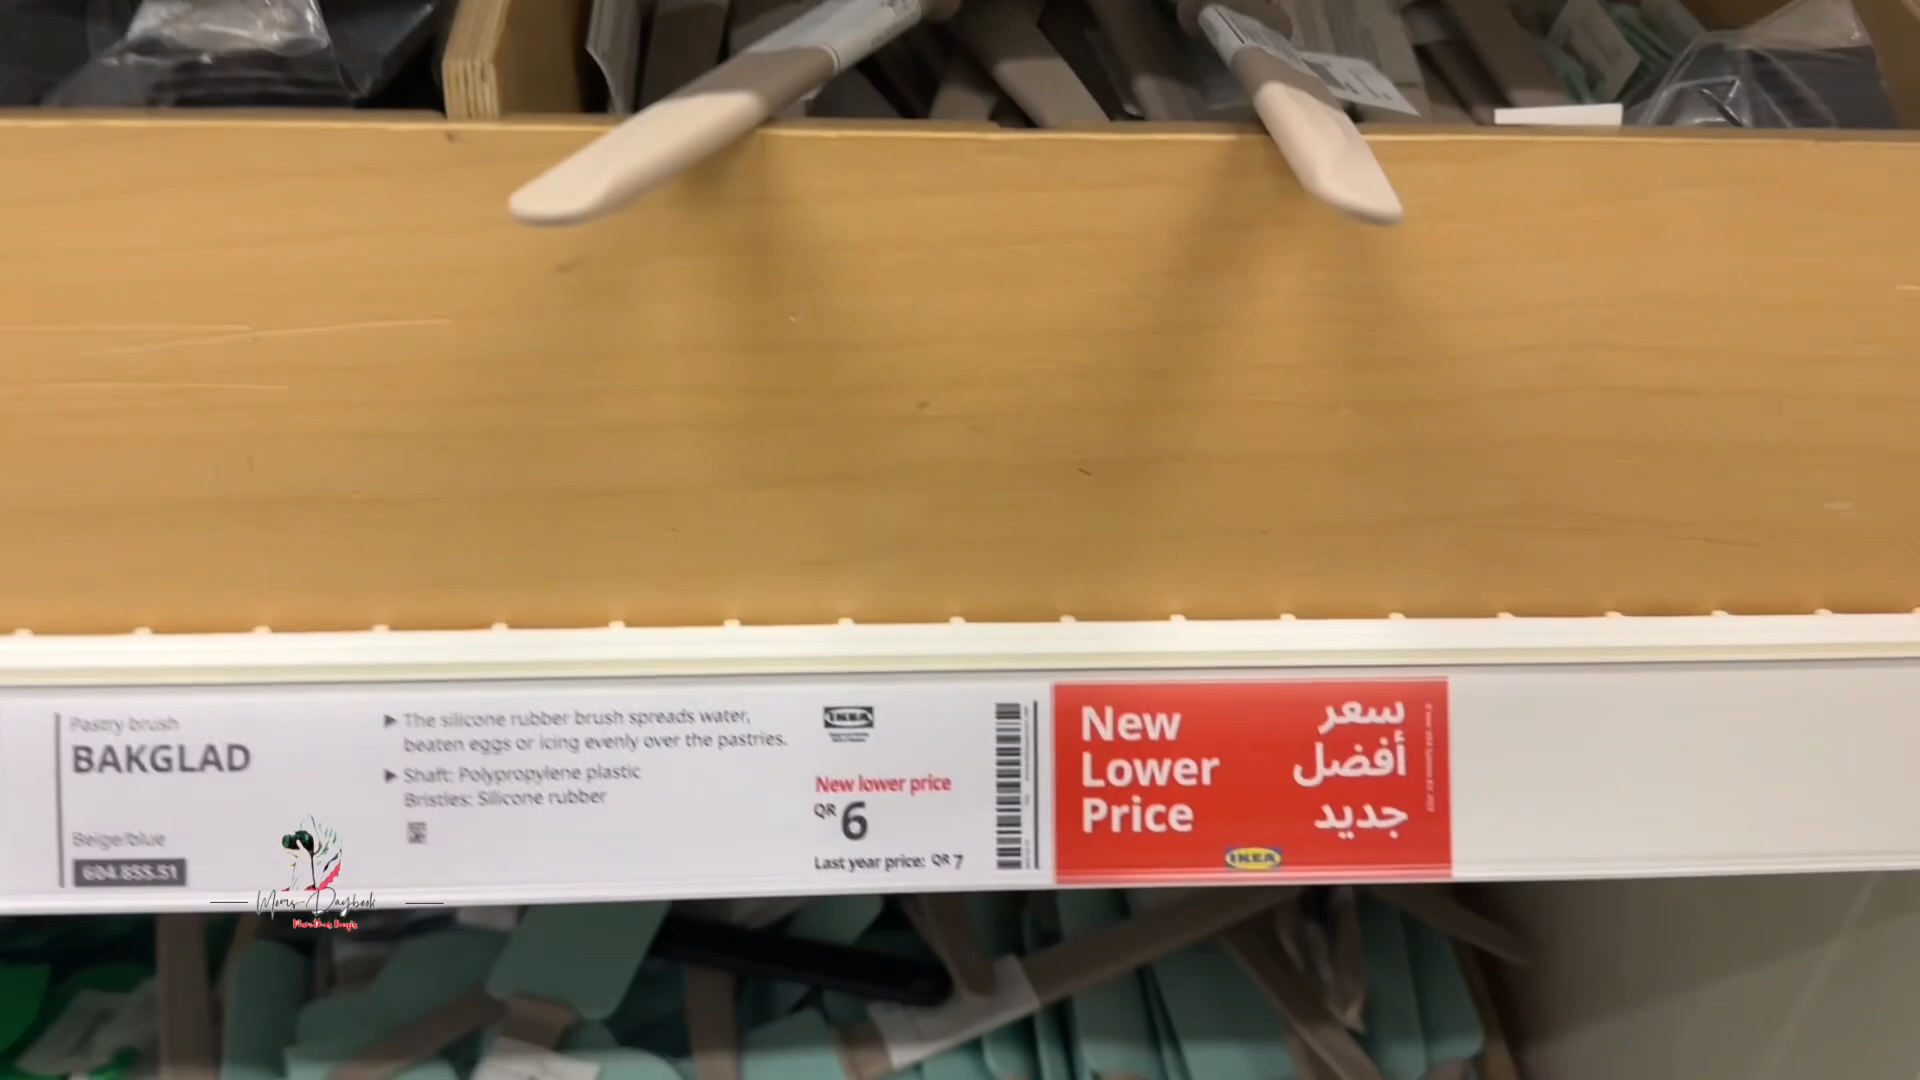 Pastry brush
BAKGLAD
Beige/blue
604.855.51
► The silicone rubber brush spreads water,
beaten eggs or icing evenly over the pastries.
► Shaft: Polypropylene plastic
Bristles: Silicone rubber
IKEA
New lower price
QR 6
Last year price: QR 7
New
Lower
Price
سعر
أفضل
جديد
IKEA
Mom's Daybook